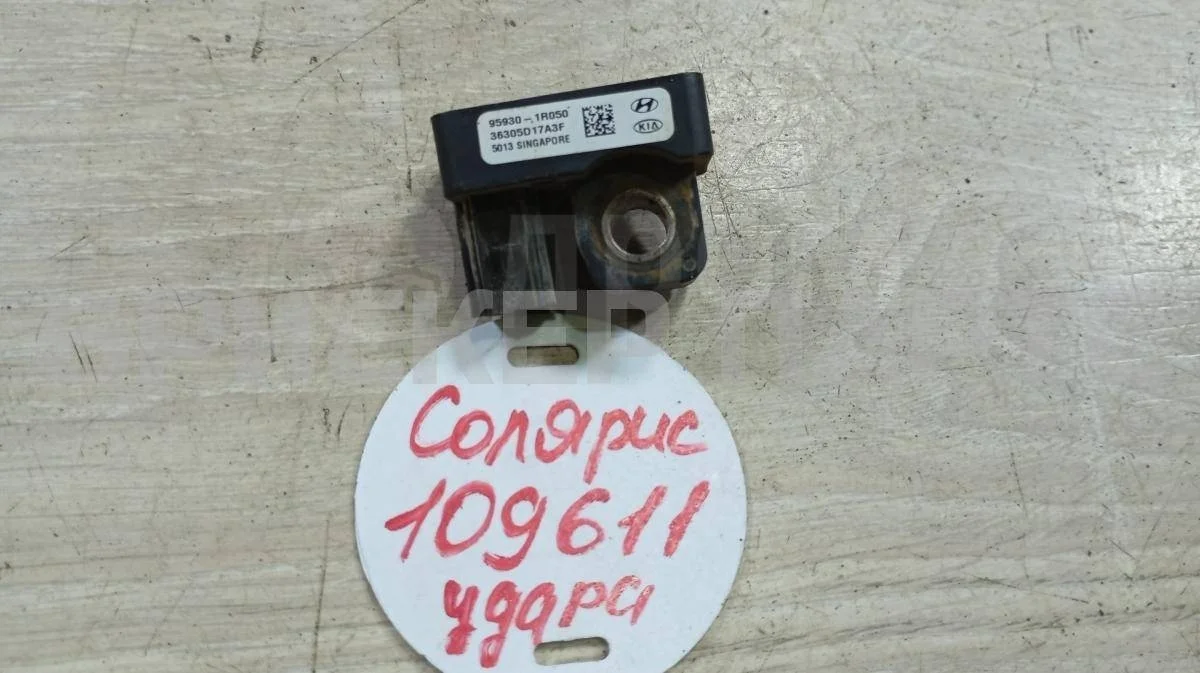 95930-1R050
36305D17A3F
5013 SINGAPORE
KIA
Солярис
109611
удара